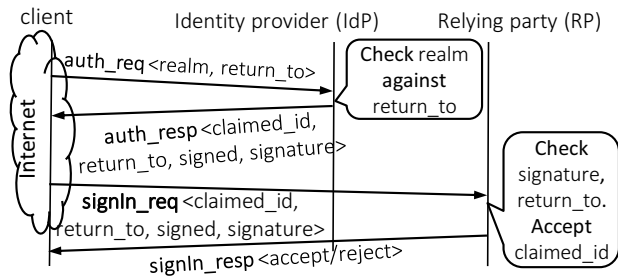 client
Identity provider (IdP)
Relying party (RP)
auth_req <realm, return_to>
Check realm
against
return_to
Internet
auth_resp <claimed_id,
return_to, signed, signature>
signIn_req <claimed_id,
return_to, signed, signature>
Check
signature,
return_to.
Accept
claimed_id
signIn_resp <accept/reject>